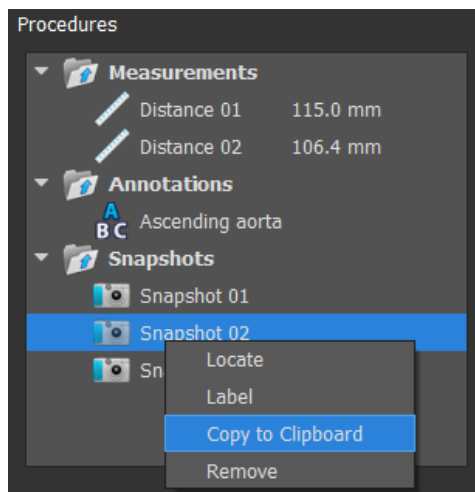 Procedures
Measurements
Distance 01 115.0 mm
Distance 02 106.4 mm
Annotations
A
B C Ascending aorta
Snapshots
Snapshot 01
Snapshot 02
Locate
Label
Copy to Clipboard
Remove